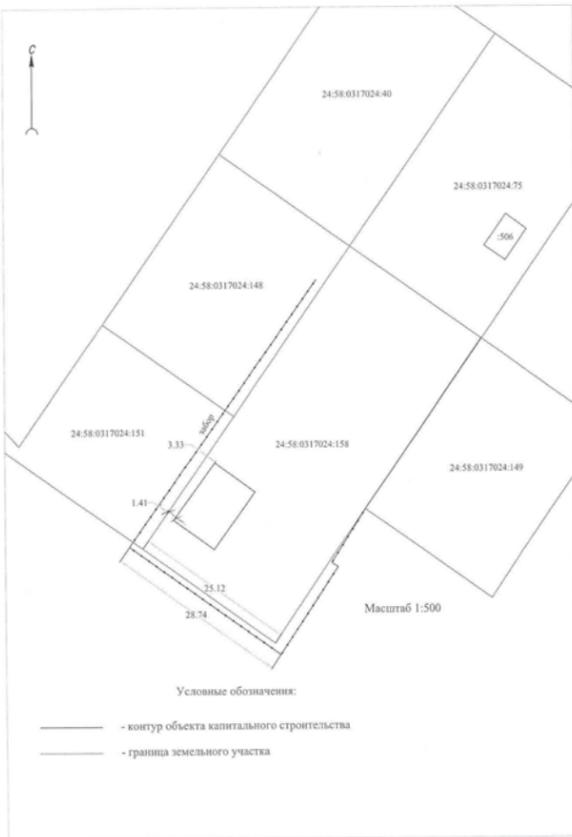 С
24:58:0317024:40
24:58:0317024:75
:506
24:58:0317024:148
забор
24:58:0317024:151
3.33
24:58:0317024:158
24:58:0317024:149
1.41
25.12
28.74
Масштаб 1:500
Условные обозначения:
- контур объекта капитального строительства
- граница земельного участка